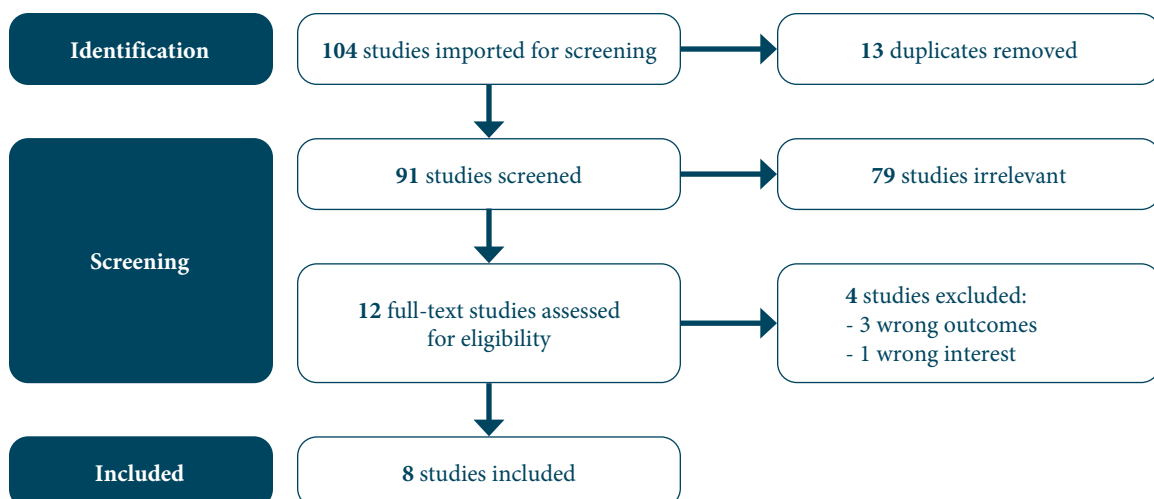 Identification
104 studies imported for screening
13 duplicates removed
Screening
91 studies screened
79 studies irrelevant
12 full-text studies assessed
for eligibility
4 studies excluded:
- 3 wrong outcomes
- 1 wrong interest
Included
8 studies included